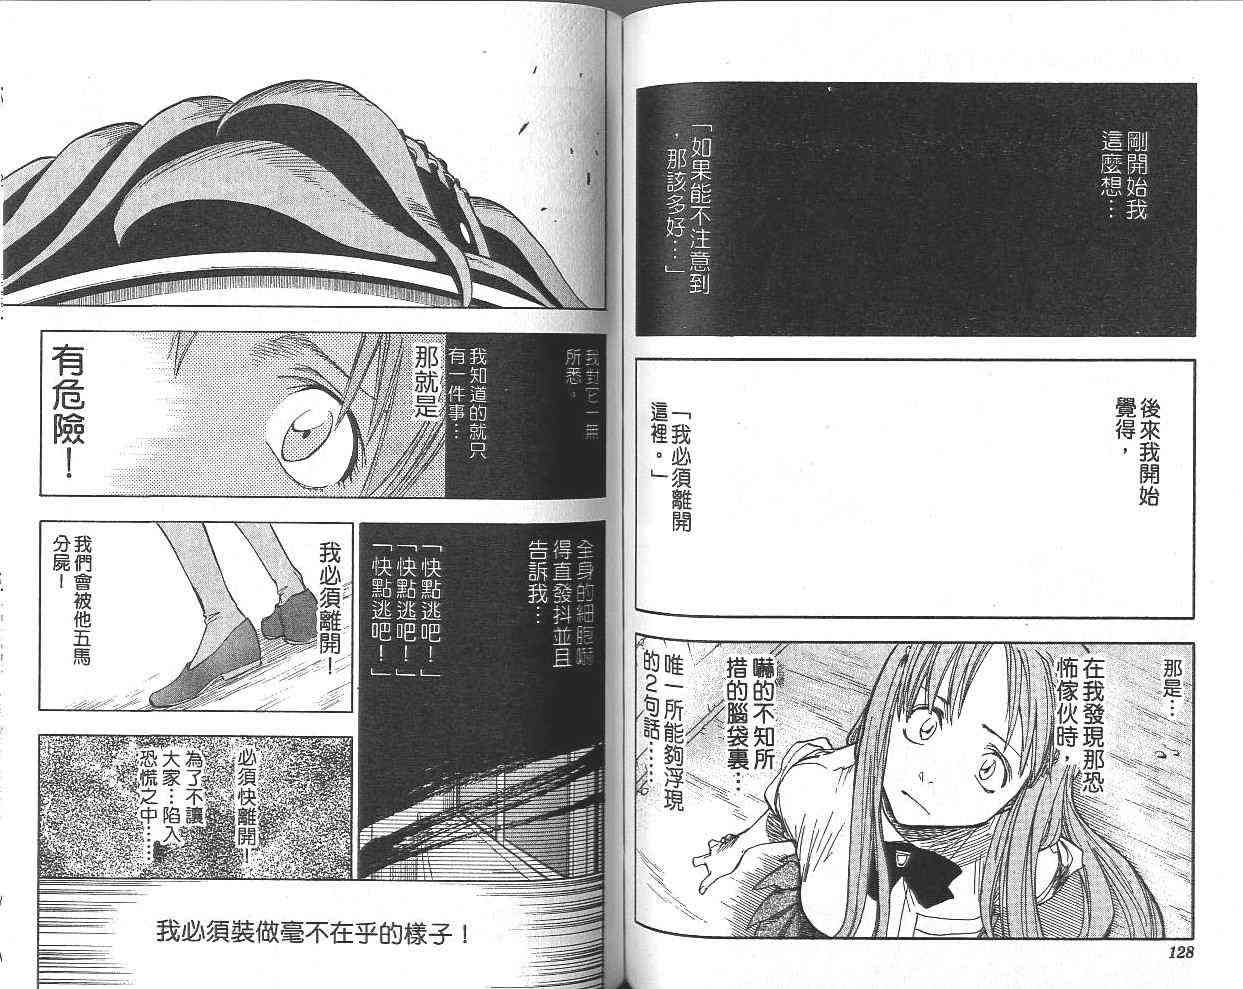 剛開始我
這麼想…
「如果能不注意到
，那該多好…」
後來我開始
覺得，
「我必須離開
這裡。」
那是…
在我發現那恐
怖傢伙時，
嚇的不知所
措的腦袋裏…
唯一所能夠浮現
的2句話……
128
我對它一無
所悉。
我知道的就只
有一件事…
那就是
有危險！
全身的細胞嚇
得直發抖並且
告訴我…
「快點逃吧！」
「快點逃吧！」
「快點逃吧！」
我必須離開！
我們會被他五馬
分屍！
必須快離開！
為了不讓
大家…陷入
恐慌之中……
我必須裝做毫不在乎的樣子！